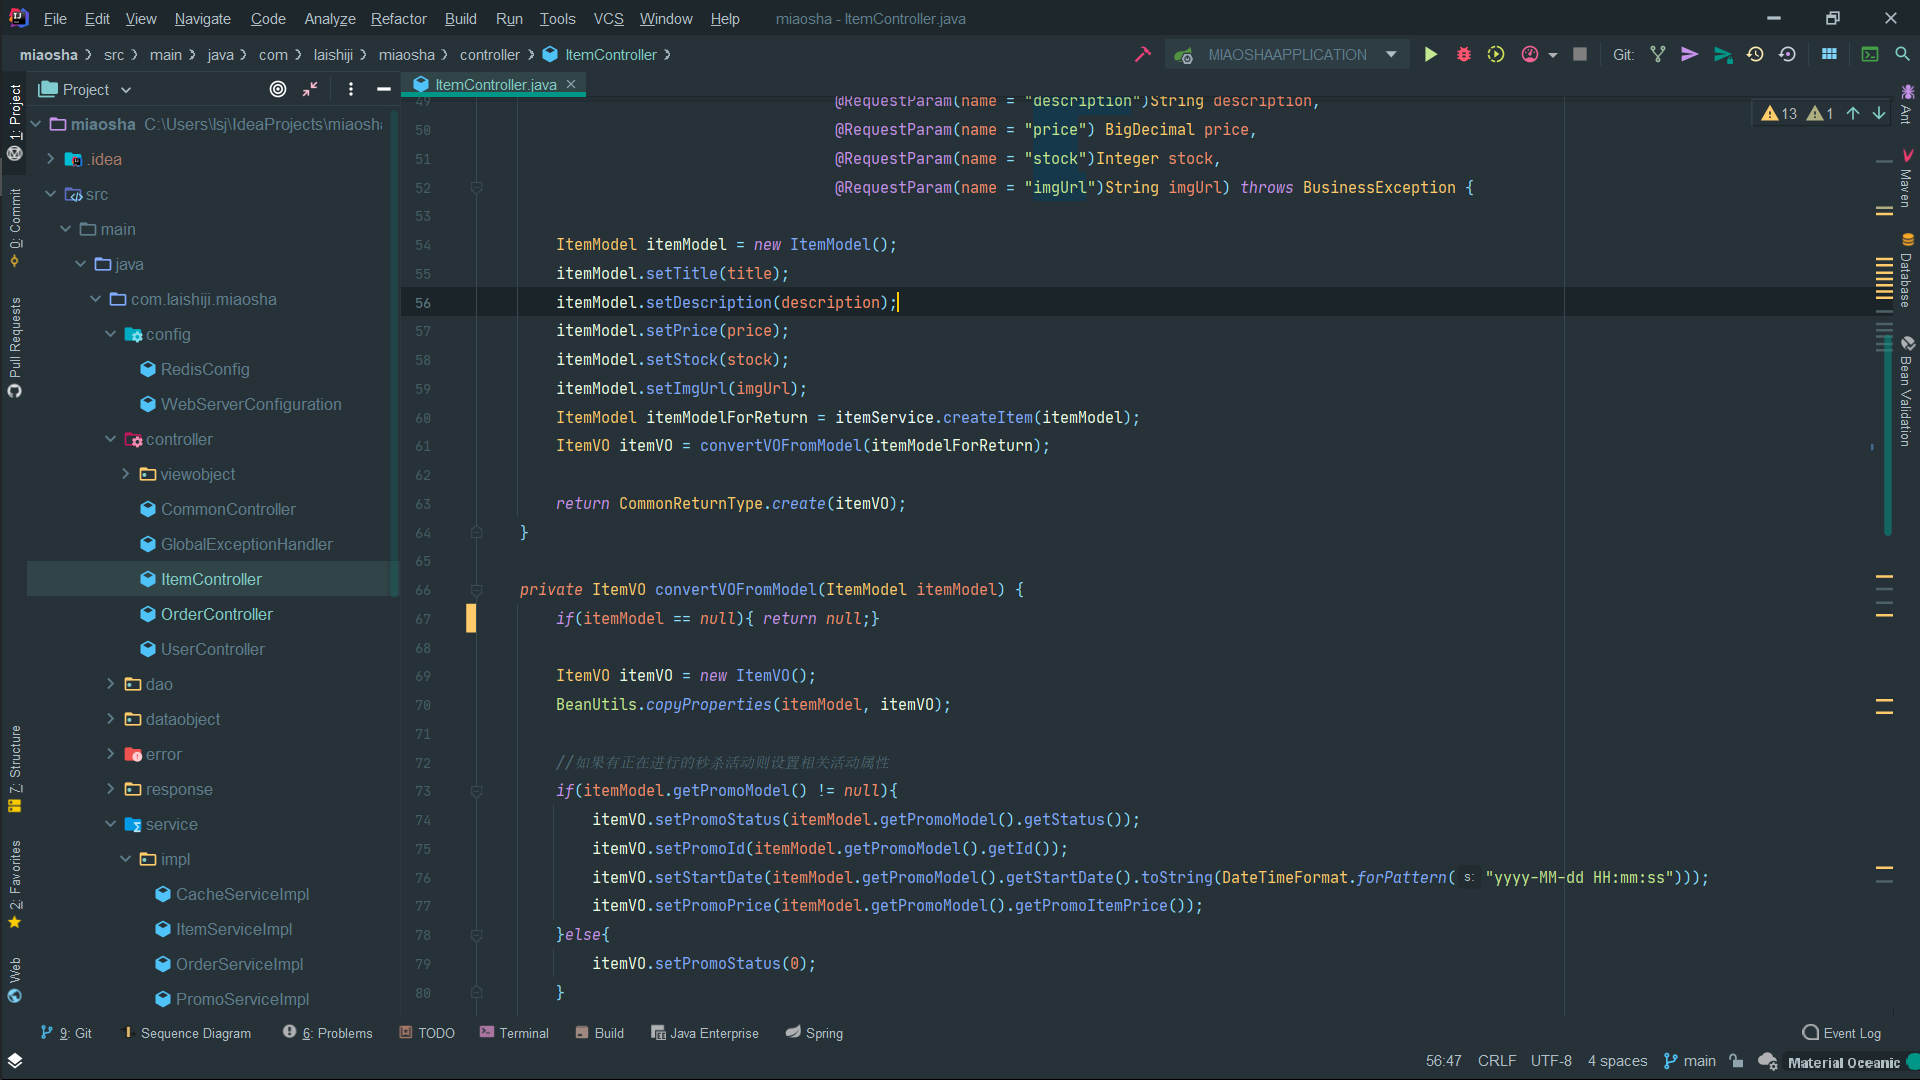 File Edit View Navigate Code Analyze Refactor Build Run Tools VCS Window Help miaosha - ItemController.java
miaosha src main java com laishiji miaosha controller ItemController MIAOSHAAPPLICATION Git:
Project
ItemController.java
1: Project
0: Commit
Pull Requests
7: Structure
2: Favorites
Web
miaosha C:\Users\lsj\IdeaProjects\miaosha
.idea
src
main
java
com.laishiji.miaosha
config
RedisConfig
WebServerConfiguration
controller
viewobject
CommonController
GlobalExceptionHandler
ItemController
OrderController
UserController
dao
dataobject
error
response
service
impl
CacheServiceImpl
ItemServiceImpl
OrderServiceImpl
PromoServiceImpl
13 1
49 @RequestParam(name = "description")String description,
50 @RequestParam(name = "price") BigDecimal price,
51 @RequestParam(name = "stock")Integer stock,
52 @RequestParam(name = "imgUrl")String imgUrl) throws BusinessException {
53
54 ItemModel itemModel = new ItemModel();
55 itemModel.setTitle(title);
56 itemModel.setDescription(description);
57 itemModel.setPrice(price);
58 itemModel.setStock(stock);
59 itemModel.setImgUrl(imgUrl);
60 ItemModel itemModelForReturn = itemService.createItem(itemModel);
61 ItemVO itemVO = convertVOFromModel(itemModelForReturn);
62
63 return CommonReturnType.create(itemVO);
64 }
65
66 private ItemVO convertVOFromModel(ItemModel itemModel) {
67 if(itemModel == null){ return null;}
68
69 ItemVO itemVO = new ItemVO();
70 BeanUtils.copyProperties(itemModel, itemVO);
71
72 //如果有正在进行的秒杀活动则设置相关活动属性
73 if(itemModel.getPromoModel() != null){
74 itemVO.setPromoStatus(itemModel.getPromoModel().getStatus());
75 itemVO.setPromoId(itemModel.getPromoModel().getId());
76 itemVO.setStartDate(itemModel.getPromoModel().getStartDate().toString(DateTimeFormat.forPattern( s: "yyyy-MM-dd HH:mm:ss")));
77 itemVO.setPromoPrice(itemModel.getPromoModel().getPromoItemPrice());
78 }else{
79 itemVO.setPromoStatus(0);
80 }
Ant
Maven
Database
Bean Validation
9: Git Sequence Diagram 6: Problems TODO Terminal Build Java Enterprise Spring Event Log
56:47 CRLF UTF-8 4 spaces main Material Oceanic